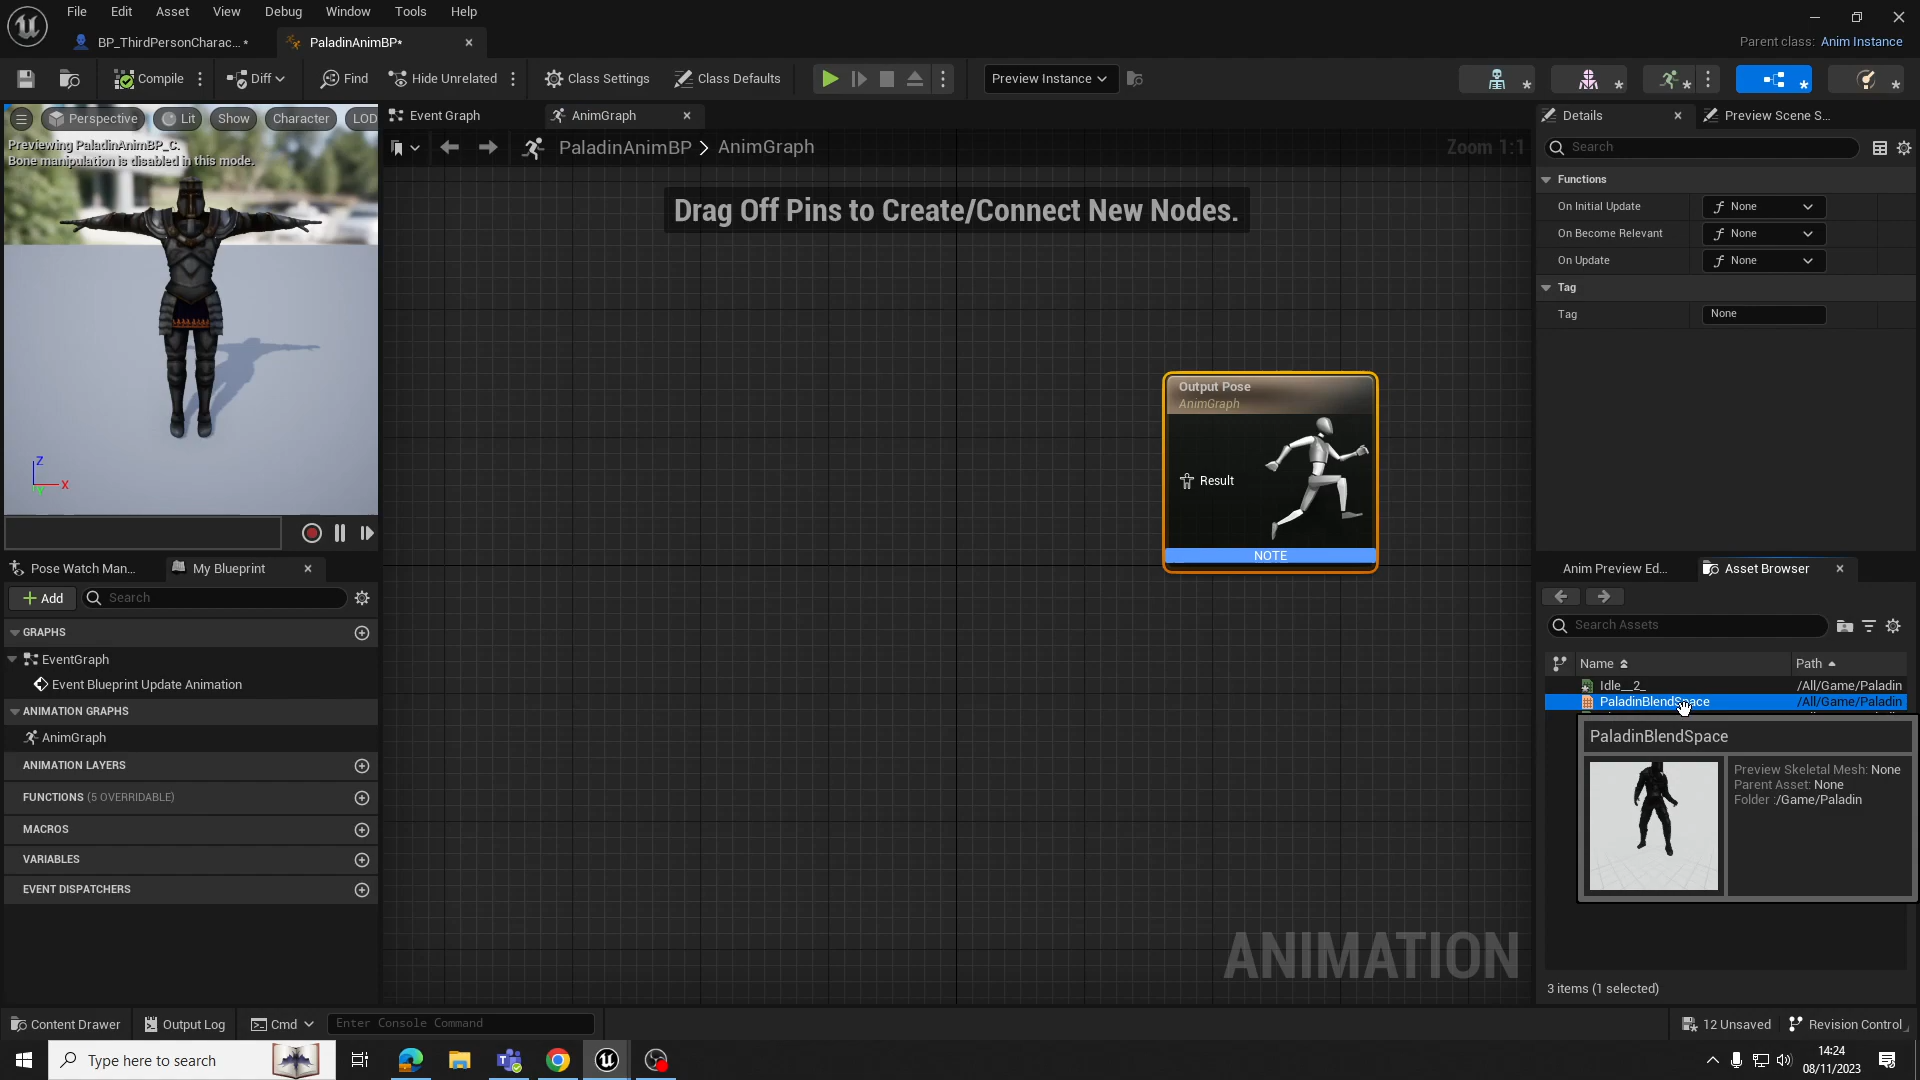 File Edit Asset View Debug Window Tools Help
BP_ThirdPersonCharac... *
PaladinAnimBP*
Parent class: Anim Instance
Compile
Diff
Find
Hide Unrelated
Class Settings
Class Defaults
Preview Instance
Perspective
Lit
Show
Character
LOD
Previewing PaladinAnimBP_C.
Bone manipulation is disabled in this mode.
Z
X
Y
Event Graph
AnimGraph
PaladinAnimBP > AnimGraph
Zoom 1:1
Drag Off Pins to Create/Connect New Nodes.
Output Pose
AnimGraph
Result
NOTE
ANIMATION
Details
Preview Scene S...
Search
Functions
On Initial Update
None
On Become Relevant
None
On Update
None
Tag
Tag
None
Pose Watch Man...
My Blueprint
Add
Search
GRAPHS
EventGraph
Event Blueprint Update Animation
ANIMATION GRAPHS
AnimGraph
ANIMATION LAYERS
FUNCTIONS (5 OVERRIDABLE)
MACROS
VARIABLES
EVENT DISPATCHERS
Anim Preview Ed...
Asset Browser
Search Assets
Name
Path
Idle__2_
/All/Game/Paladin
PaladinBlendSpace
/All/Game/Paladin
PaladinBlendSpace
Preview Skeletal Mesh: None
Parent Asset: None
Folder :/Game/Paladin
3 items (1 selected)
Content Drawer
Output Log
Cmd
Enter Console Command
12 Unsaved
Revision Control
Type here to search
14:24
08/11/2023